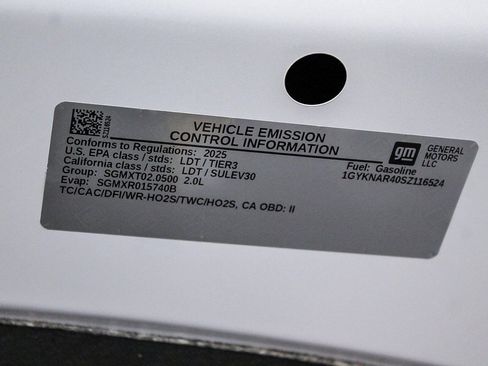 SZ116524
VEHICLE EMISSION
CONTROL INFORMATION
gm
GENERAL
MOTORS
LLC
Conforms to Regulations: 2025
U.S. EPA class / stds: LDT / TIER3
California class / stds: LDT / SULEV30
Group: SGMXT02.0500 2.0L
Evap: SGMXR015740B
TC/CAC/DFI/WR-HO2S/TWC/HO2S, CA OBD: II
Fuel: Gasoline
1GYKNAR40SZ116524